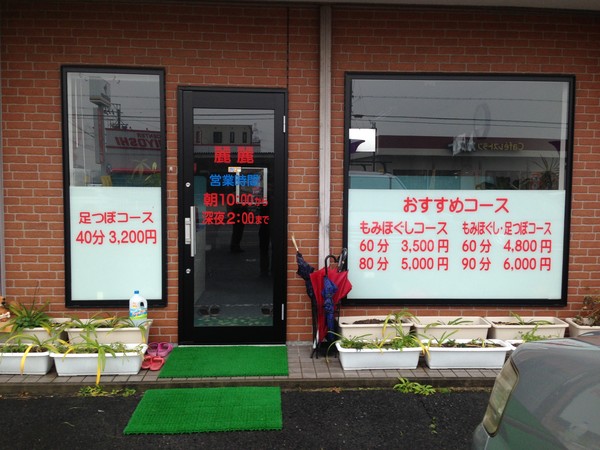 足つぼコース
40分 3,200円
麗麗
営業時間
朝10:00から
深夜2:00まで
おすすめコース
もみほぐしコース
60分 3,500円
80分 5,000円
もみほぐし・足つぼコース
60分 4,800円
90分 6,000円